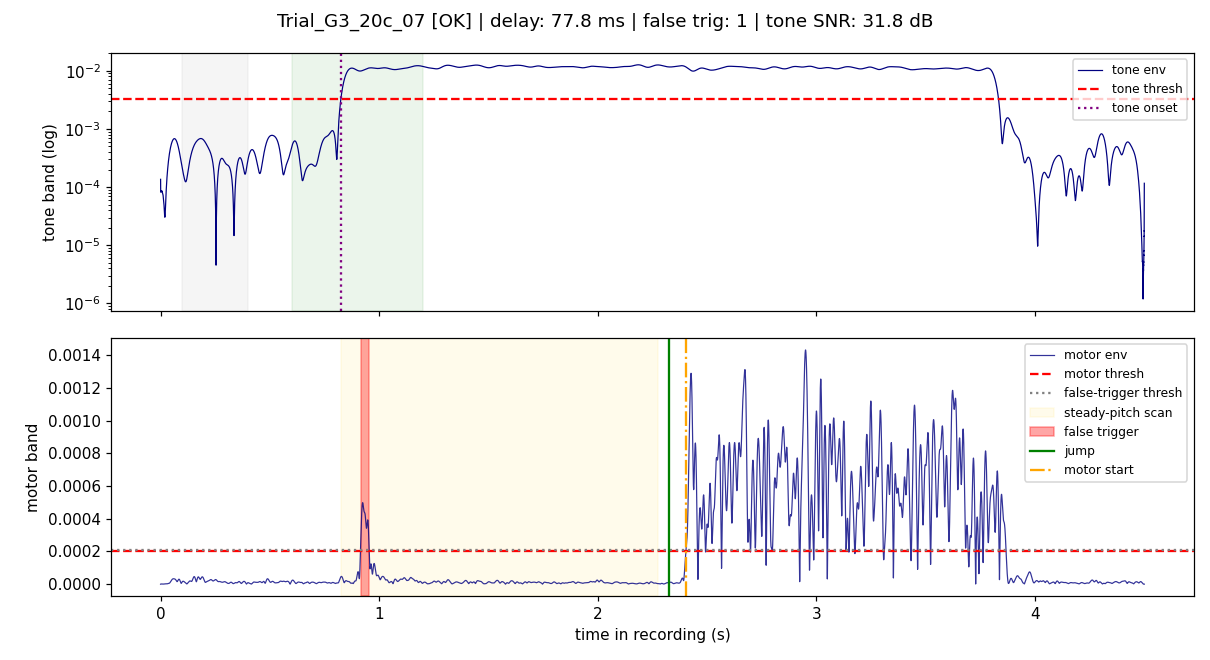 Trial_G3_20c_07 [OK] | delay: 77.8 ms | false trig: 1 | tone SNR: 31.8 dB
tone band (log)
10⁻²
10⁻³
10⁻⁴
10⁻⁵
10⁻⁶
tone env
tone thresh
tone onset
motor band
0.0014
0.0012
0.0010
0.0008
0.0006
0.0004
0.0002
0.0000
motor env
motor thresh
false-trigger thresh
steady-pitch scan
false trigger
jump
motor start
0 1 2 3 4
time in recording (s)